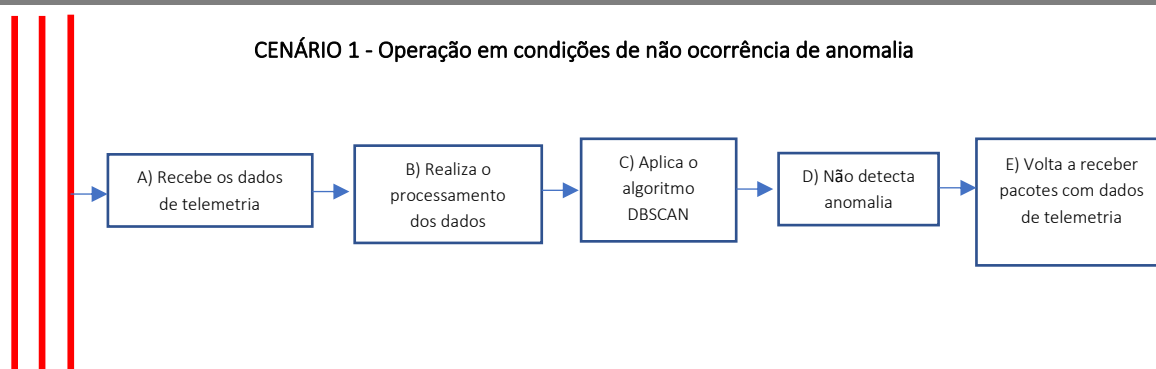 CENÁRIO 1 - Operação em condições de não ocorrência de anomalia
A) Recebe os dados
de telemetria
B) Realiza o
processamento
dos dados
C) Aplica o
algoritmo
DBSCAN
D) Não detecta
anomalia
E) Volta a receber
pacotes com dados
de telemetria